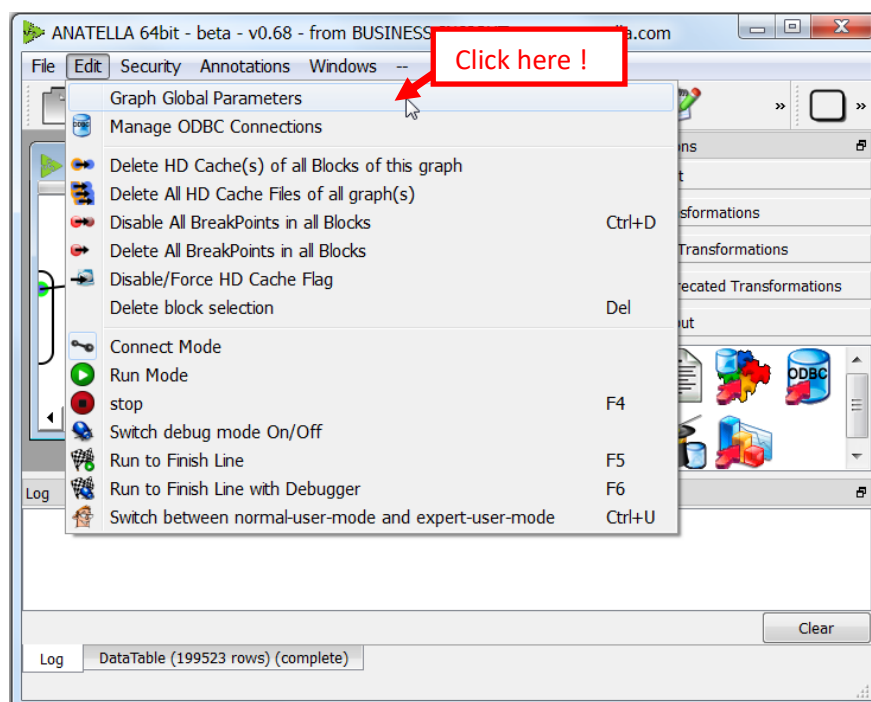 ANATELLA 64bit - beta - v0.68 - from BUSINESS
a.com
Click here !
File Edit Security Annotations Windows --
Graph Global Parameters
»
»
Manage ODBC Connections
ns
t
Delete HD Cache(s) of all Blocks of this graph
Delete All HD Cache Files of all graph(s)
Disable All BreakPoints in all Blocks Ctrl+D
sformations
Delete All BreakPoints in all Blocks
Transformations
Disable/Force HD Cache Flag
recated Transformations
Delete block selection Del
ut
Connect Mode
Run Mode
ODBC
stop F4
Switch debug mode On/Off
Run to Finish Line F5
Log
Run to Finish Line with Debugger F6
Switch between normal-user-mode and expert-user-mode Ctrl+U
Clear
Log DataTable (199523 rows) (complete)